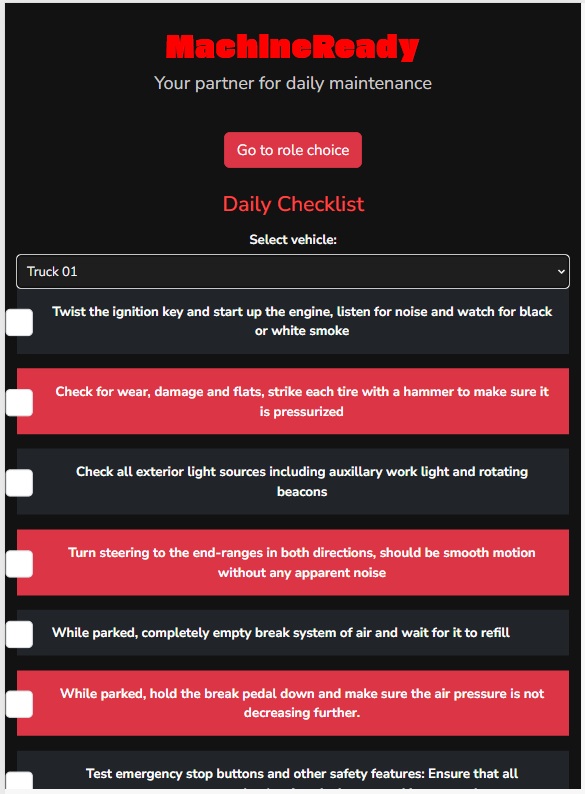 MachineReady
Your partner for daily maintenance
Go to role choice
Daily Checklist
Select vehicle:
Truck 01
Twist the ignition key and start up the engine, listen for noise and watch for black
or white smoke
Check for wear, damage and flats, strike each tire with a hammer to make sure it
is pressurized
Check all exterior light sources including auxillary work light and rotating
beacons
Turn steering to the end-ranges in both directions, should be smooth motion
without any apparent noise
While parked, completely empty break system of air and wait for it to refill
While parked, hold the break pedal down and make sure the air pressure is not
decreasing further.
Test emergency stop buttons and other safety features: Ensure that all